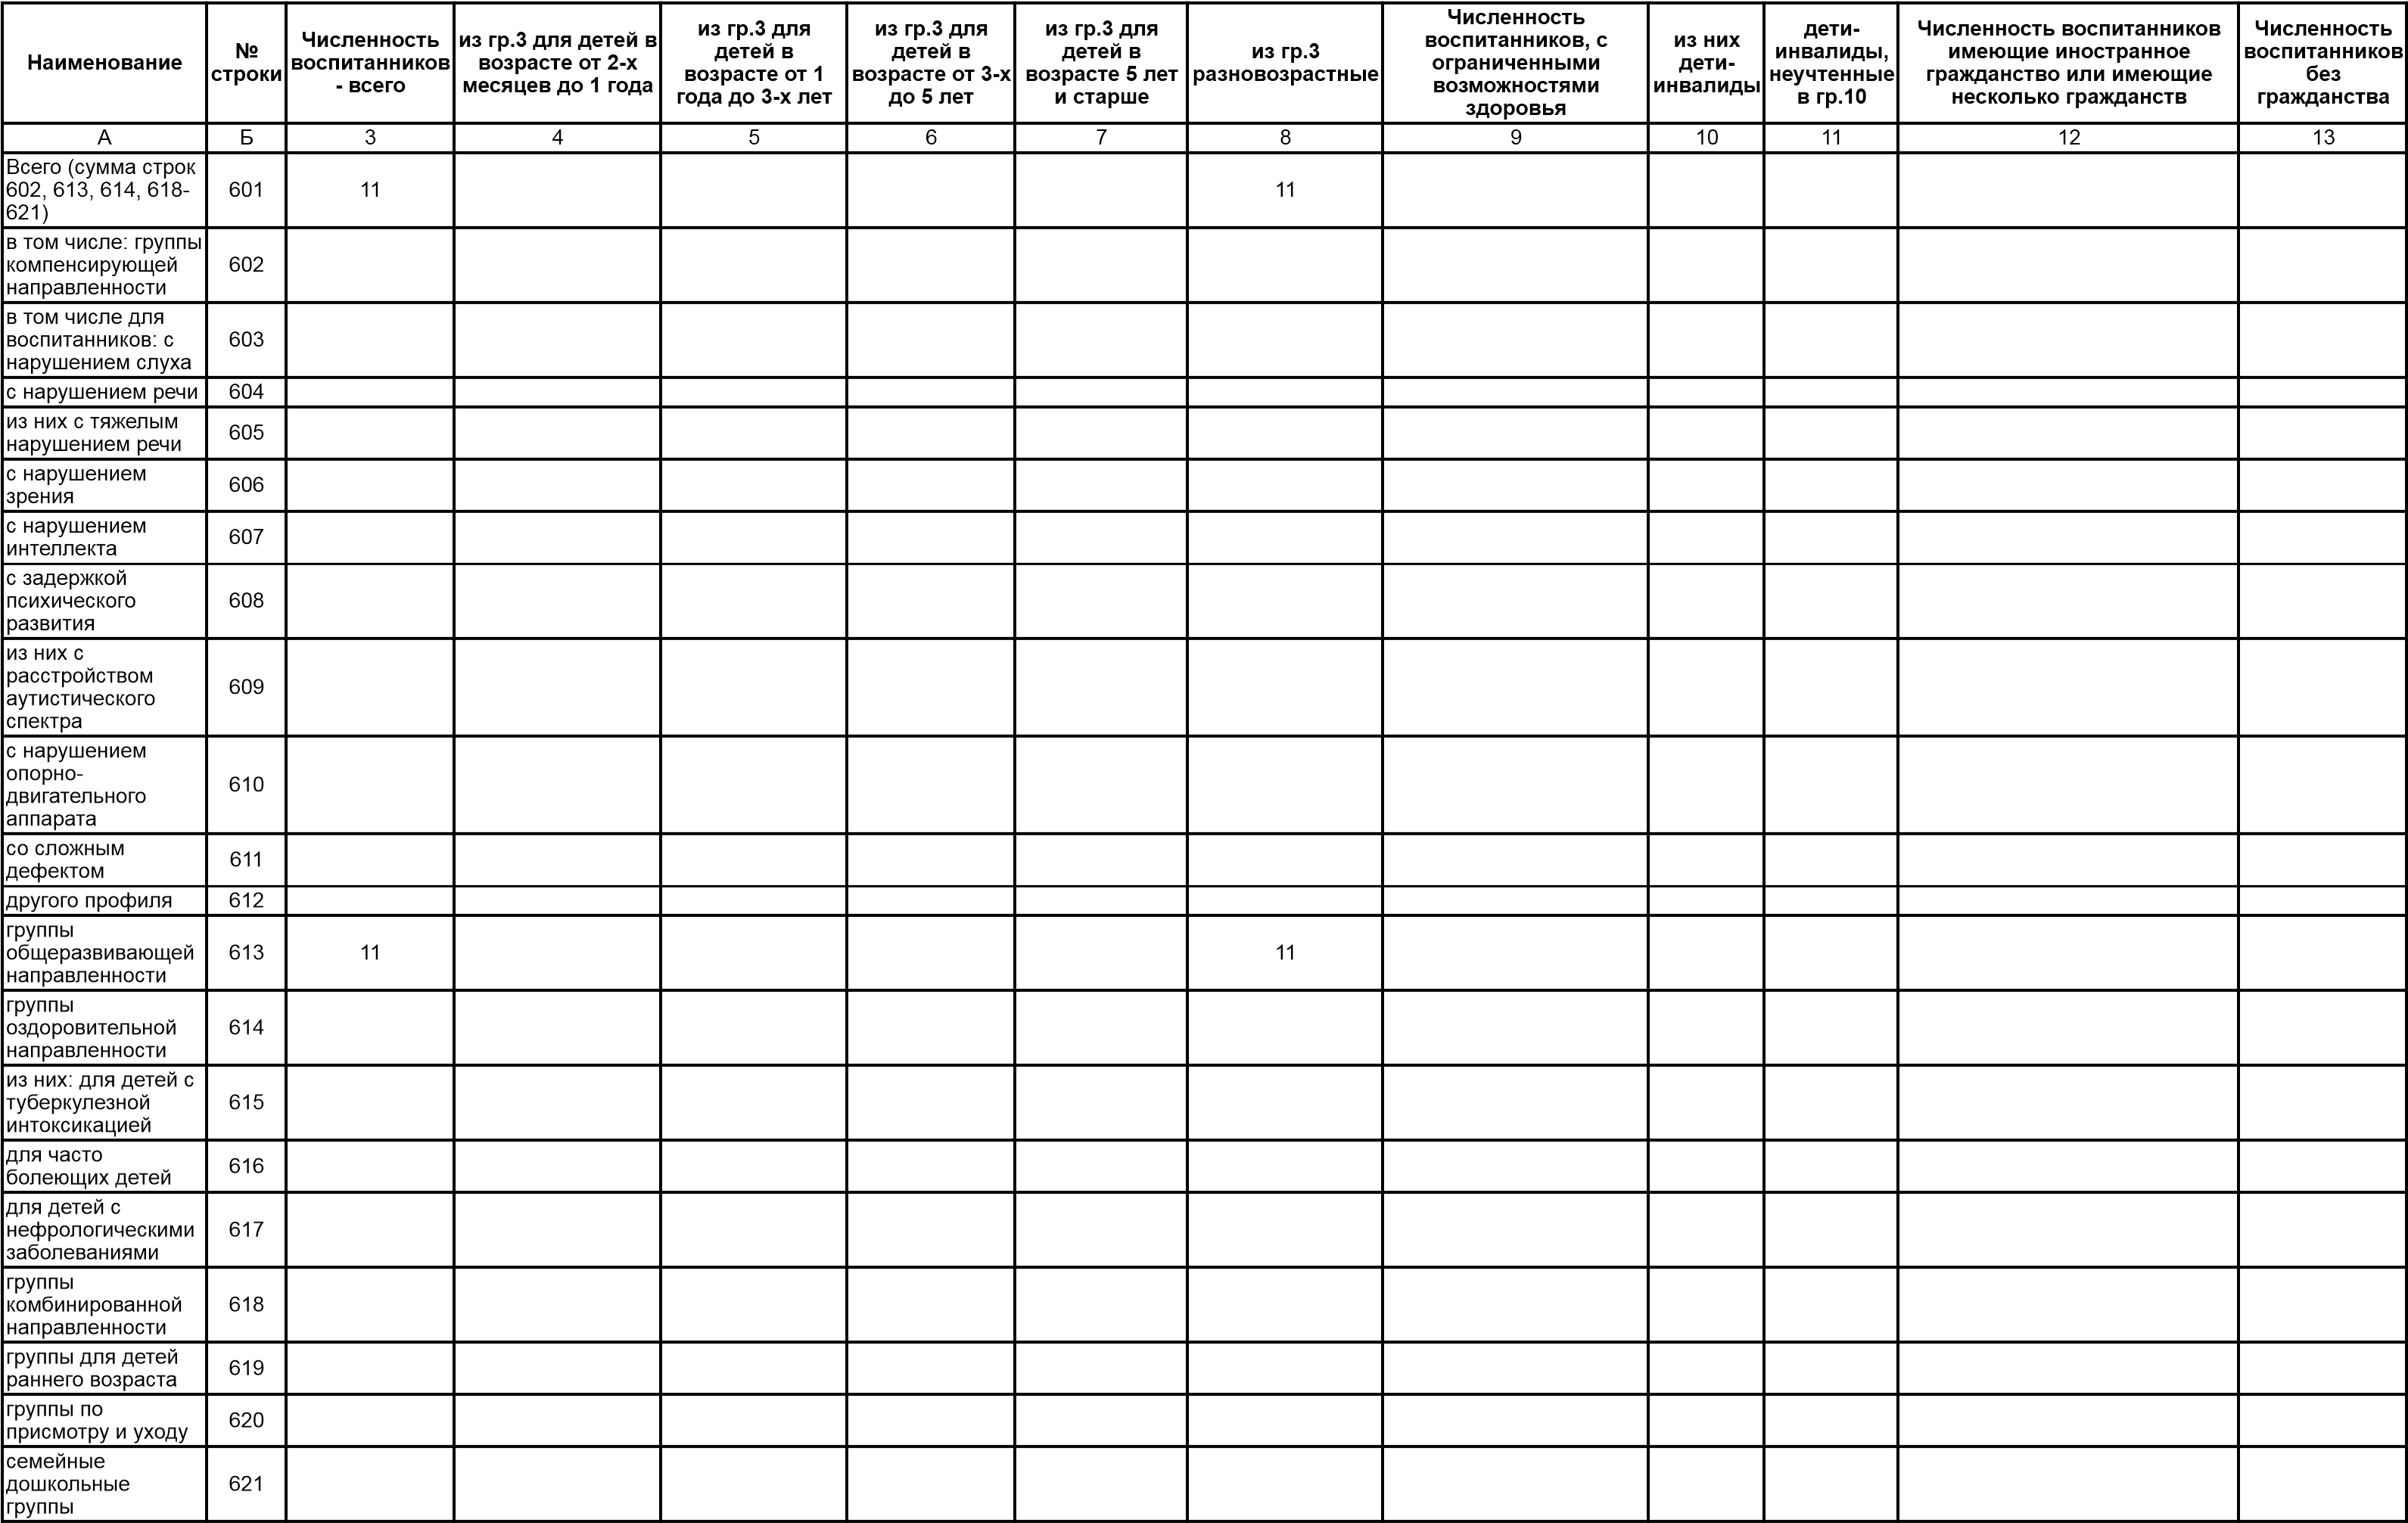 Наименование
№
строки
Численность
воспитанников
- всего
из гр.3 для детей в
возрасте от 2-х
месяцев до 1 года
из гр.3 для
детей в
возрасте от 1
года до 3-х лет
из гр.3 для
детей в
возрасте от 3-х
до 5 лет
из гр.3 для
детей в
возрасте 5 лет
и старше
из гр.3
разновозрастные
Численность
воспитанников, с
ограниченными
возможностями
здоровья
из них
дети-
инвалиды
дети-
инвалиды,
неучтенные
в гр.10
Численность воспитанников
имеющие иностранное
гражданство или имеющие
несколько гражданств
Численность
воспитанников
без
гражданства
А Б 3 4 5 6 7 8 9 10 11 12 13
Всего (сумма строк
602, 613, 614, 618-
621)
601 11 11
в том числе: группы
компенсирующей
направленности
602
в том числе для
воспитанников: с
нарушением слуха
603
с нарушением речи 604
из них с тяжелым
нарушением речи
605
с нарушением
зрения
606
с нарушением
интеллекта
607
с задержкой
психического
развития
608
из них с
расстройством
аутистического
спектра
609
с нарушением
опорно-
двигательного
аппарата
610
со сложным
дефектом
611
другого профиля 612
группы
общеразвивающей
направленности
613 11 11
группы
оздоровительной
направленности
614
из них: для детей с
туберкулезной
интоксикацией
615
для часто
болеющих детей
616
для детей с
нефрологическими
заболеваниями
617
группы
комбинированной
направленности
618
группы для детей
раннего возраста
619
группы по
присмотру и уходу
620
семейные
дошкольные
группы
621